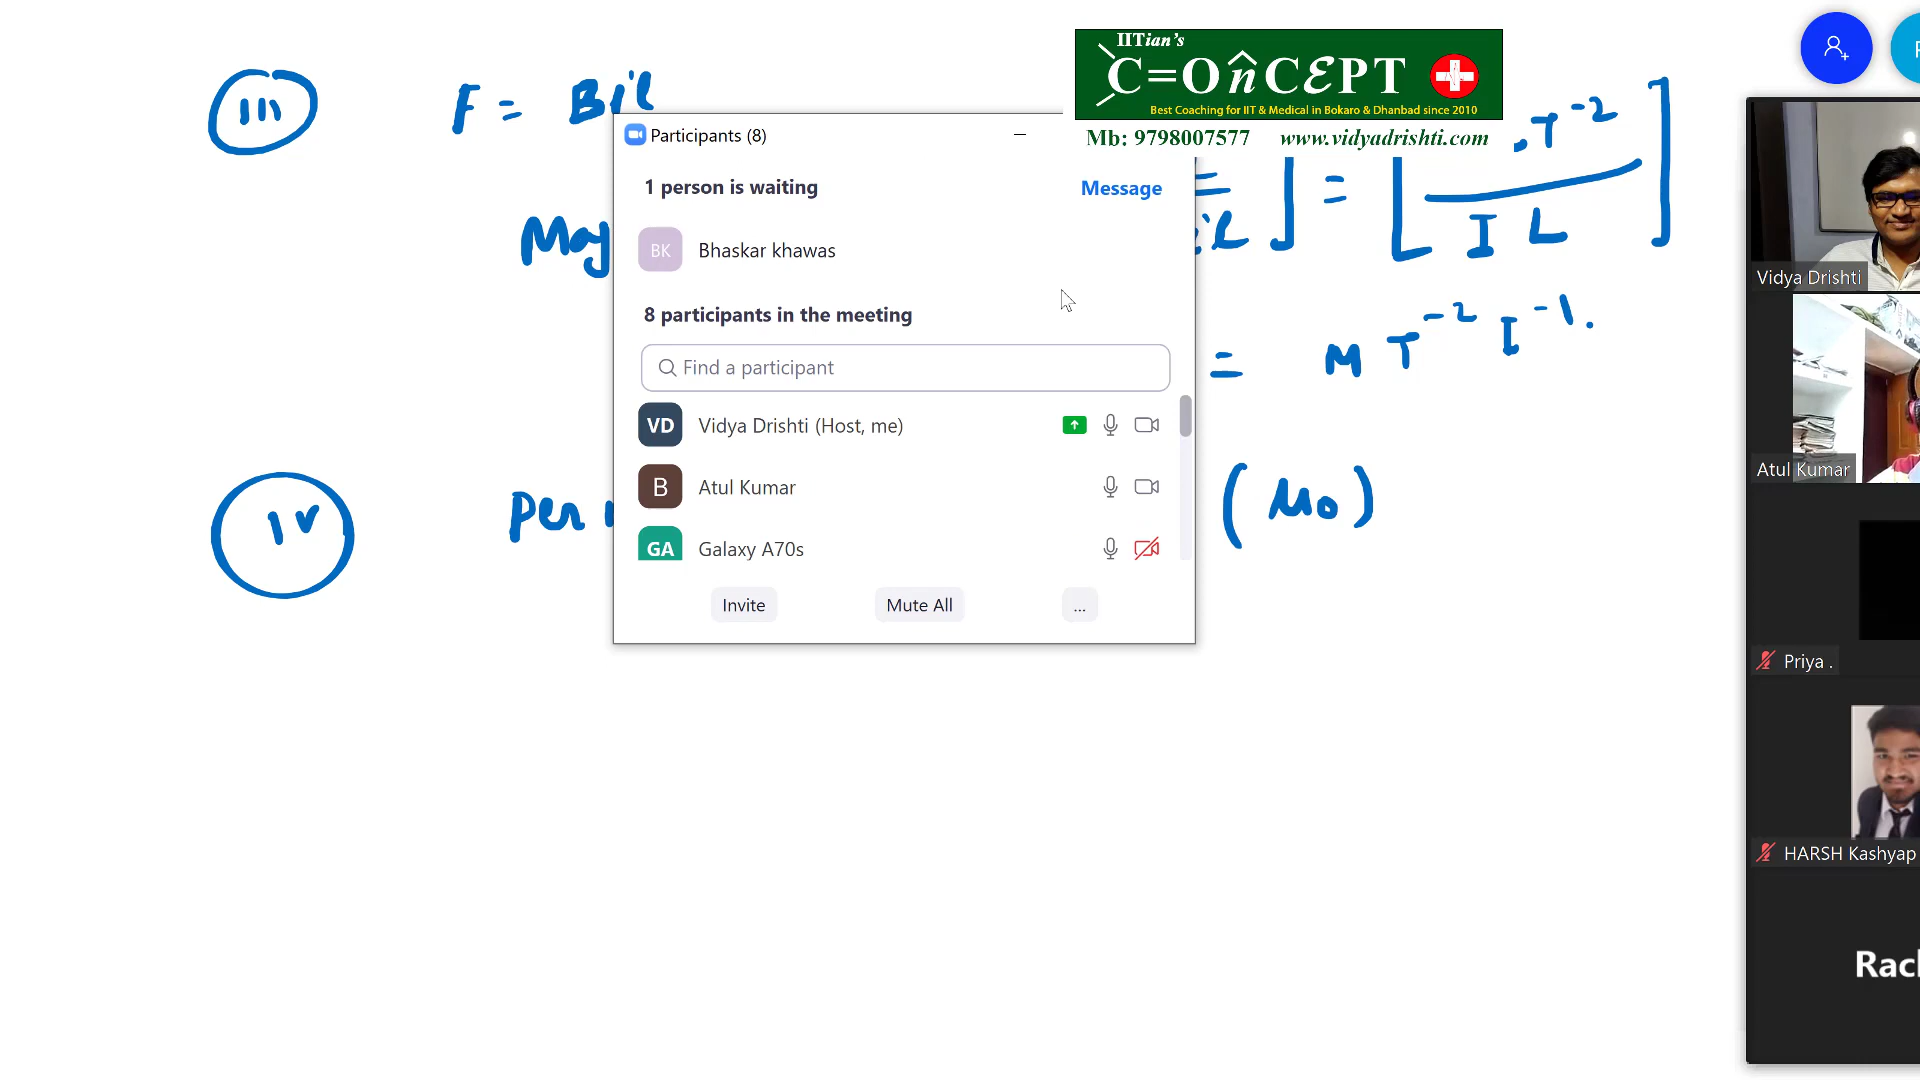 III F = Bil
IITian's
C=OnCEPT
Best Coaching for IIT & Medical in Bokaro & Dhanbad since 2010
Mb: 9798007577 www.vidyadrishti.com
Participants (8)
1 person is waiting
Message
BK Bhaskar khawas
8 participants in the meeting
Find a participant
VD Vidya Drishti (Host, me)
B Atul Kumar
GA Galaxy A70s
Invite Mute All ...
Mag
il ] = [ .T⁻² / I L ]
= M T⁻² I⁻¹.
IV per (μ₀)
Vidya Drishti
Atul Kumar
Priya .
HARSH Kashyap
Racl